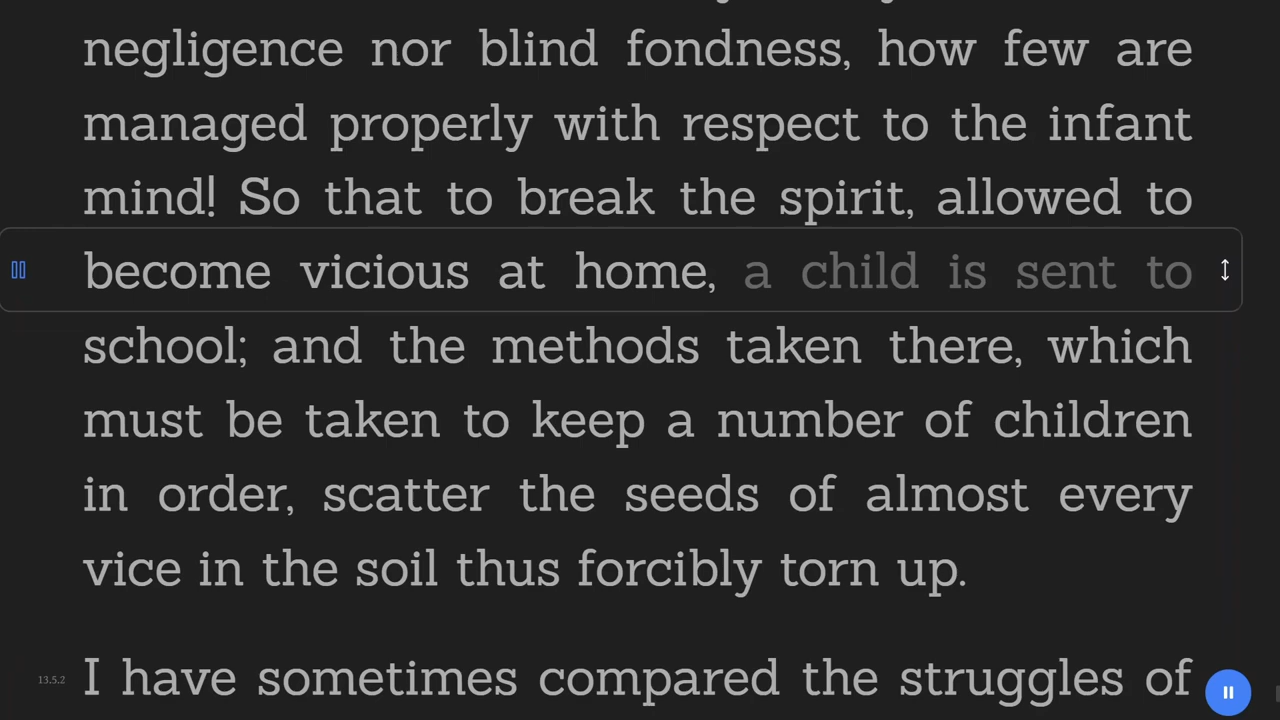 negligence nor blind fondness, how few are
managed properly with respect to the infant
mind! So that to break the spirit, allowed to
become vicious at home, a child is sent to
school; and the methods taken there, which
must be taken to keep a number of children
in order, scatter the seeds of almost every
vice in the soil thus forcibly torn up.
13.5.2
I have sometimes compared the struggles of